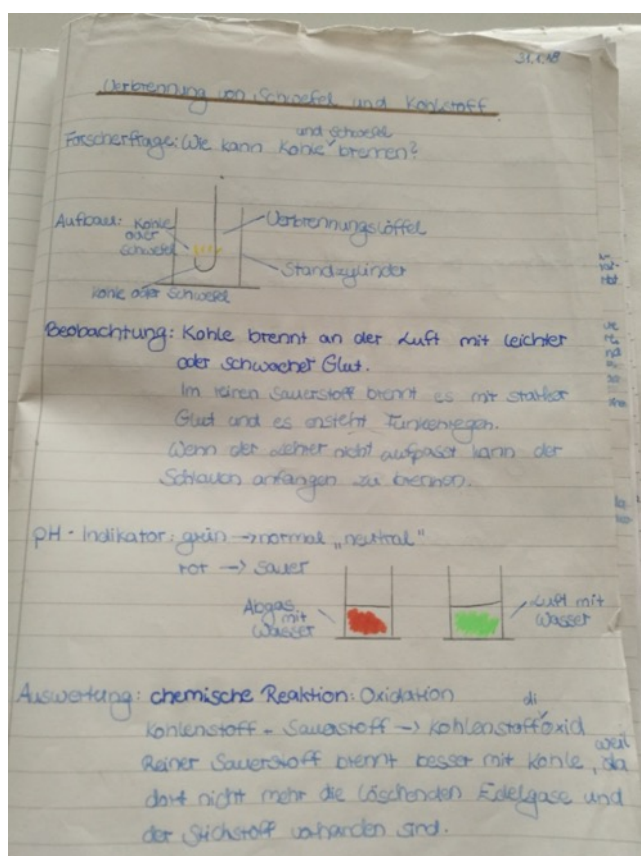 31.1.18
Verbrennung von Schwefel und Kohlstoff
und schwefel
Forscherfrage: Wie kann Kohle brennen?
Aufbau: Kohle
oder
schwefel
Verbrennungslöffel
Standzylinder
Kohle oder Schwefel
Beobachtung: Kohle brennt an der Luft mit leichter
oder schwacher Glut.
Im reinen Sauerstoff brennt es mit starker
Glut und es ensteht Funkenregen.
Wenn der Lehrer nicht aufpasst kann der
Schlauch anfangen zu brennen.
pH-Indikator: grün → normal „neutral"
rot → sauer
Abgas
mit
Wasser
Luft mit
Wasser
Auswertung: chemische Reaktion: Oxidation
di
Kohlenstoff - Sauerstoff → Kohlenstoffoxid
weil
Reiner Sauerstoff brennt besser mit Kohle, da
dort nicht mehr die löschenden Edelgase und
der Stichstoff vorhanden sind.